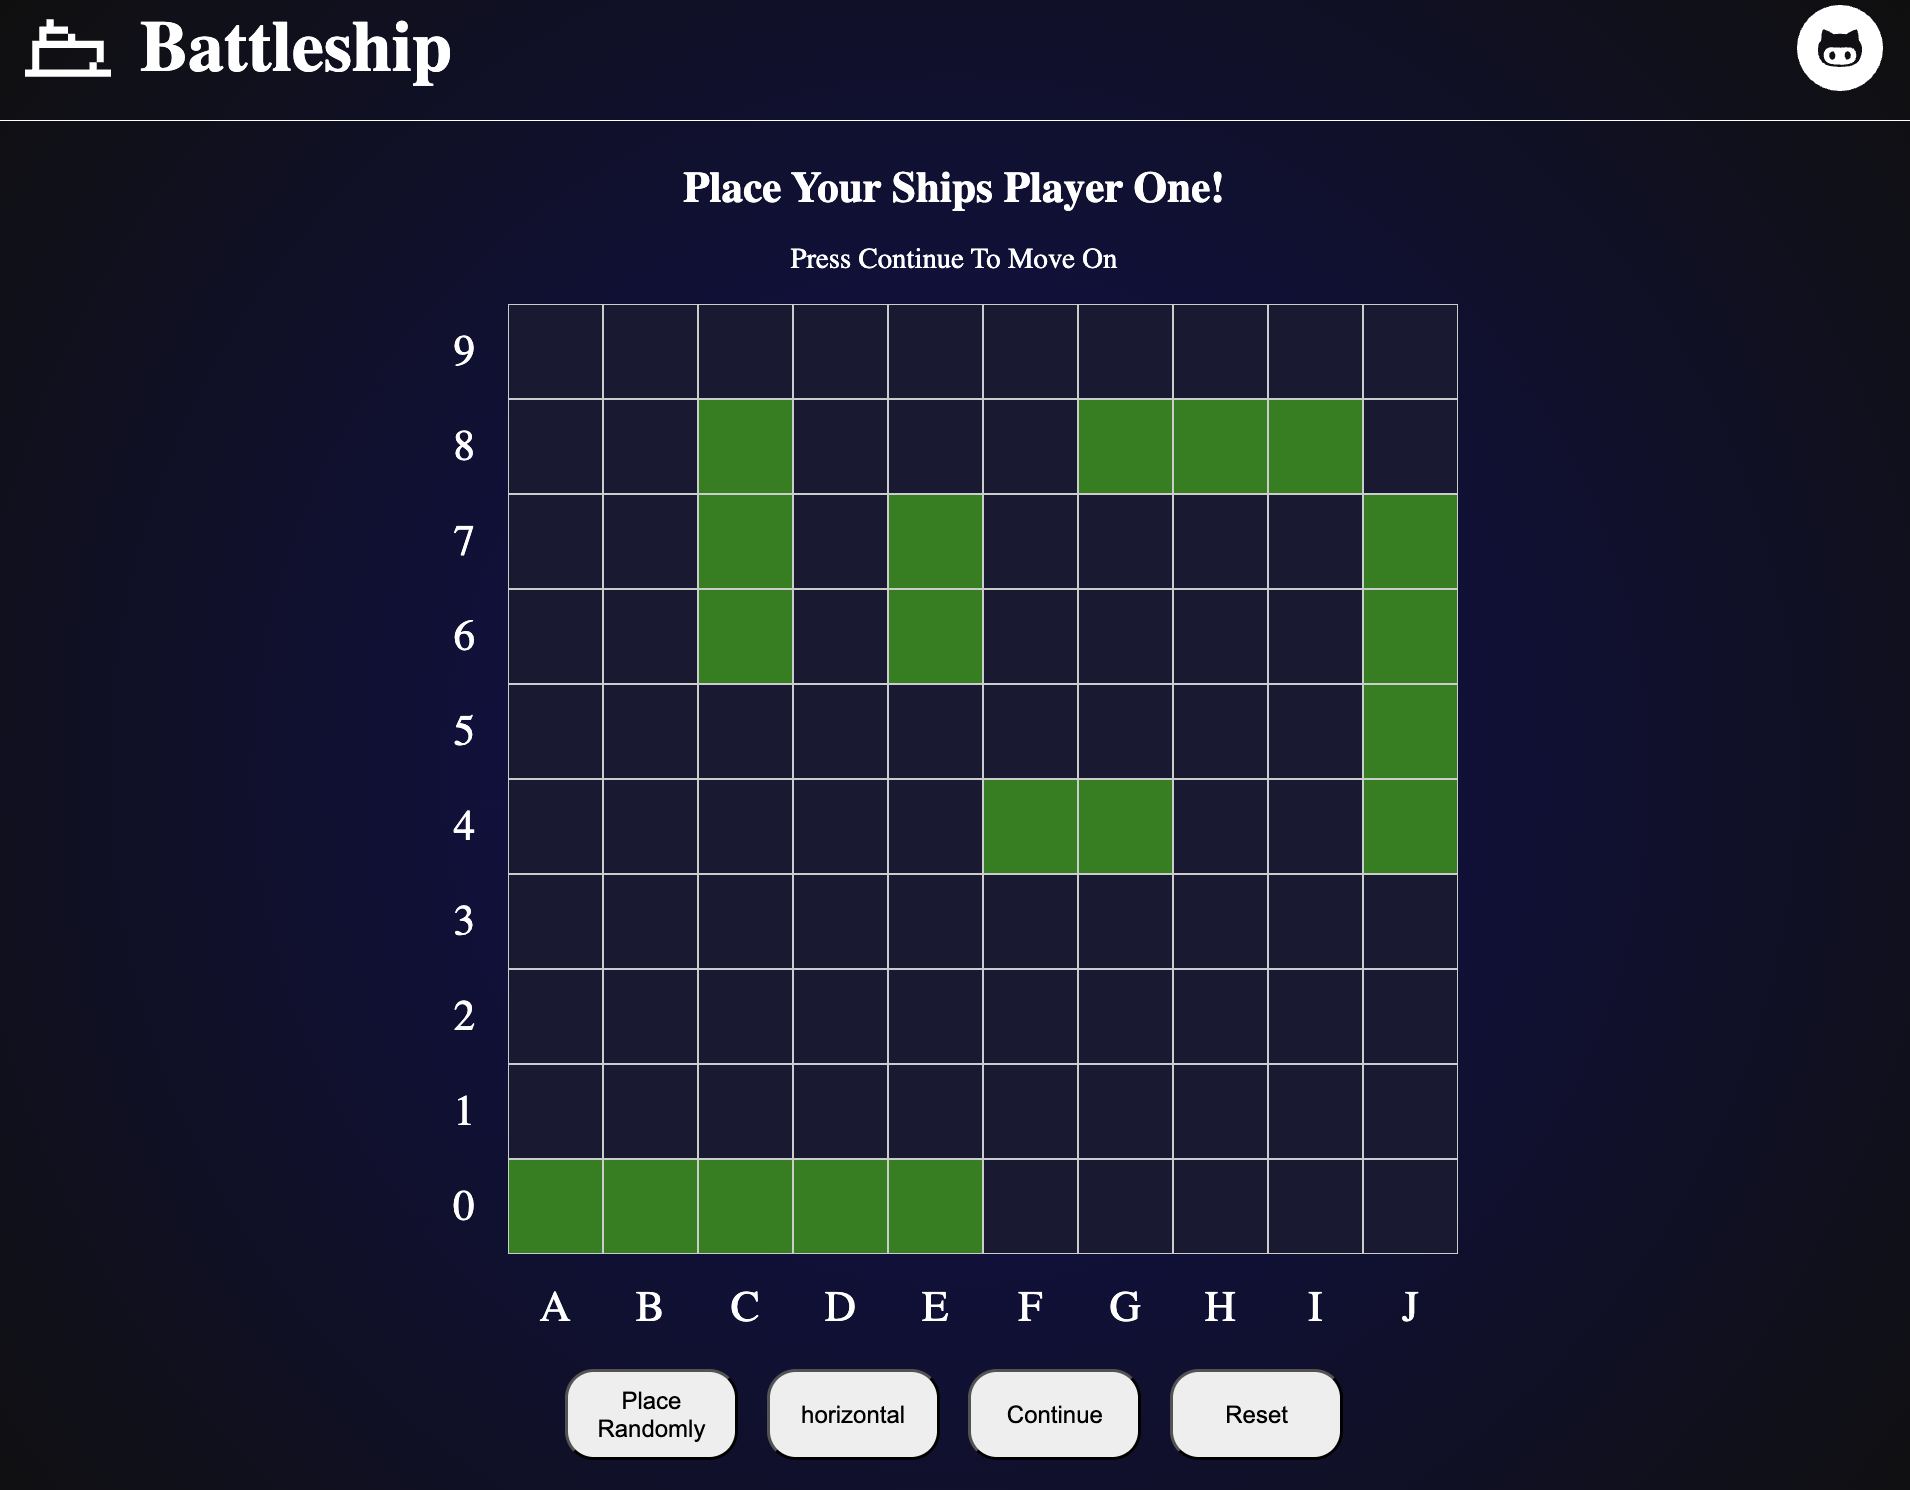 Battleship
Place Your Ships Player One!
Press Continue To Move On
9
8
7
6
5
4
3
2
1
0
A B C D E F G H I J
Place
Randomly
horizontal
Continue
Reset